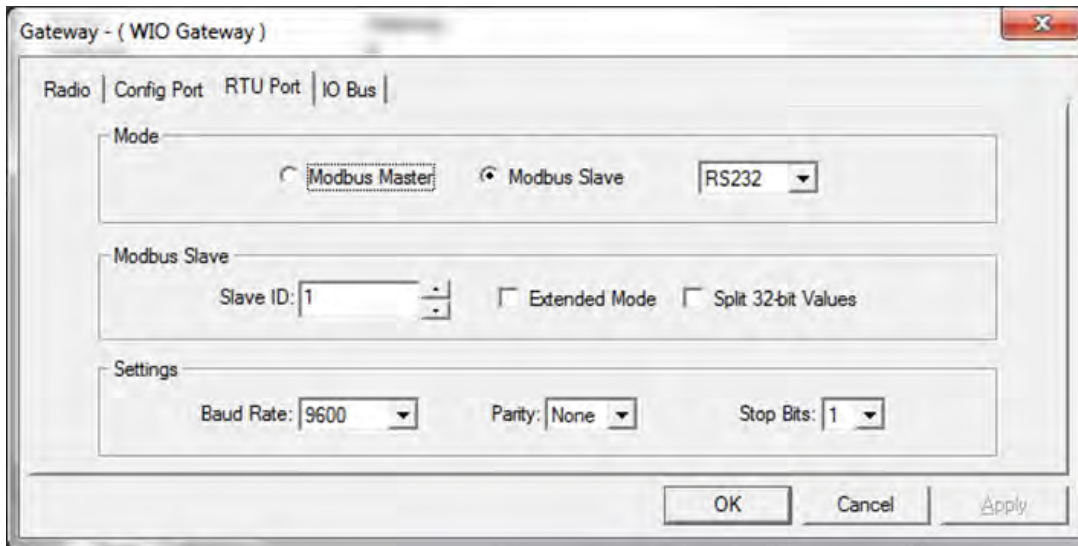 Gateway - ( WIO Gateway )
Radio Config Port RTU Port IO Bus
Mode
Modbus Master Modbus Slave RS232
Modbus Slave
Slave ID: 1 Extended Mode Split 32-bit Values
Settings
Baud Rate: 9600 Parity: None Stop Bits: 1
OK Cancel Apply